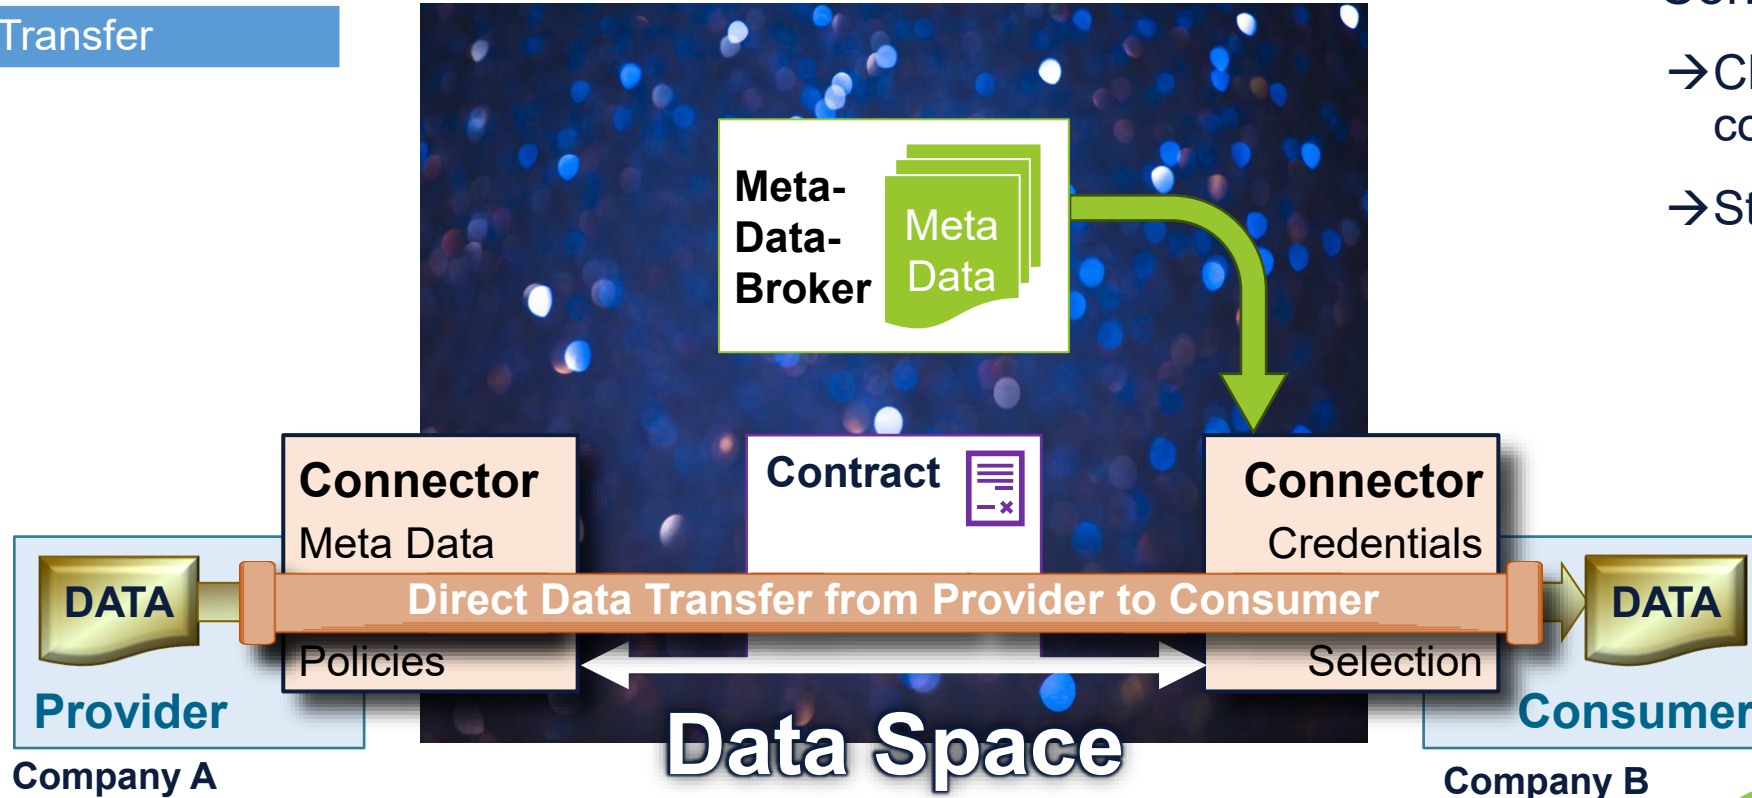 Transfer
Meta-
Data-
Broker
Meta
Data
Connector
Meta Data
Policies
Contract
Connector
Credentials
Selection
DATA
Direct Data Transfer from Provider to Consumer
DATA
Provider
Consumer
Data Space
Company A
Company B